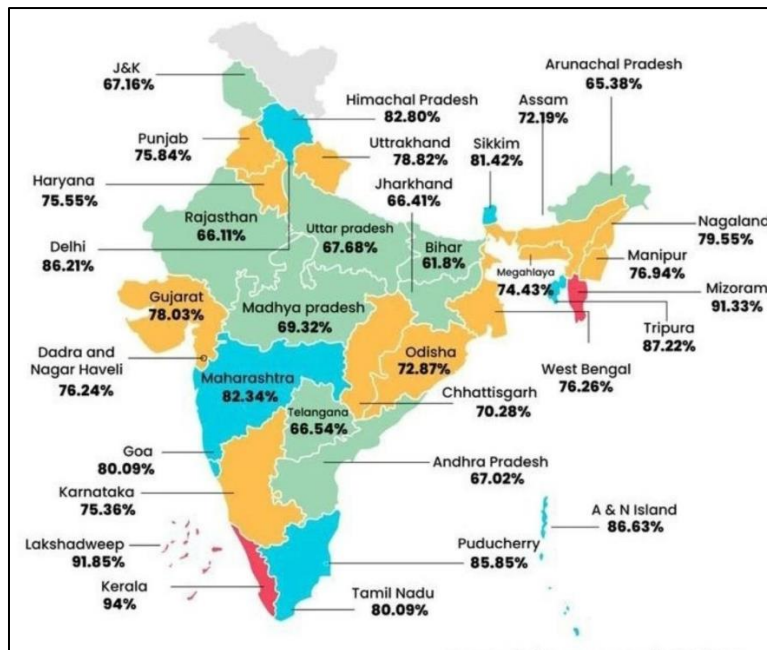 J&K
67.16%
Arunachal Pradesh
65.38%
Himachal Pradesh
82.80%
Assam
72.19%
Punjab
75.84%
Uttrakhand
78.82%
Sikkim
81.42%
Haryana
75.55%
Jharkhand
66.41%
Rajasthan
66.11%
Uttar pradesh
67.68%
Bihar
61.8%
Nagaland
79.55%
Delhi
86.21%
Megahlaya
74.43%
Manipur
76.94%
Gujarat
78.03%
Madhya pradesh
69.32%
Mizoram
91.33%
Tripura
87.22%
Dadra and
Nagar Haveli
76.24%
Maharashtra
82.34%
Odisha
72.87%
West Bengal
76.26%
Chhattisgarh
70.28%
Telangana
66.54%
Goa
80.09%
Andhra Pradesh
67.02%
Karnataka
75.36%
A & N Island
86.63%
Lakshadweep
91.85%
Puducherry
85.85%
Kerala
94%
Tamil Nadu
80.09%